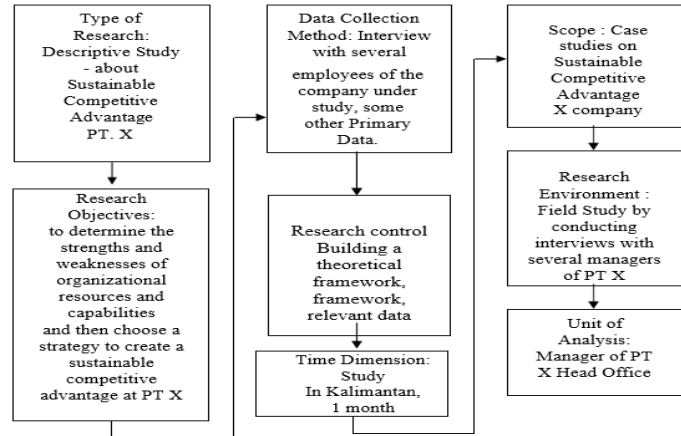 Type of
Research:
Descriptive Study
- about
Sustainable
Competitive
Advantage
PT. X
Research
Objectives:
to determine the
strengths and
weaknesses of
organizational
resources and
capabilities
and then choose a
strategy to create a
sustainable
competitive
advantage at PT X
Data Collection
Method: Interview
with several
employees of the
company under
study, some
other Primary
Data.
Research control
Building a
theoretical
framework,
framework,
relevant data
Time Dimension:
Study
In Kalimantan,
1 month
Scope : Case
studies on
Sustainable
Competitive
Advantage
X company
Research
Environment :
Field Study by
conducting
interviews with
several managers
of PT X
Unit of
Analysis:
Manager of PT
X Head Office